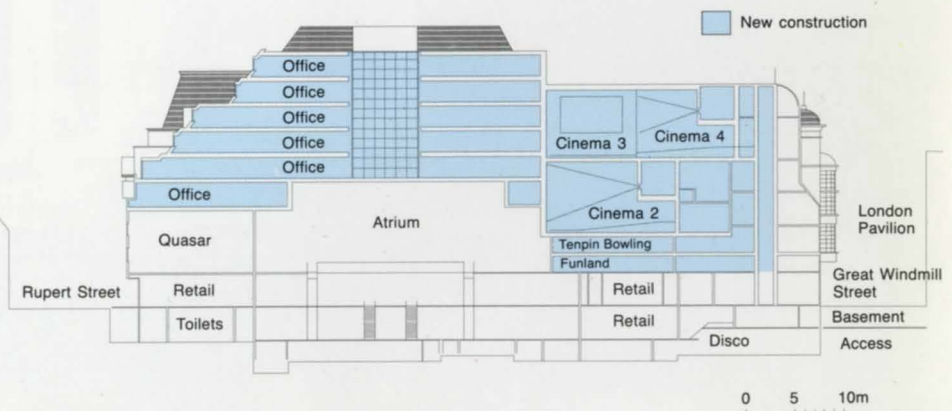 New construction
Office
Office
Office
Cinema 3
Cinema 4
Office
Office
Office
Cinema 2
Quasar
Atrium
London
Pavilion
Tenpin Bowling
Funland
Rupert Street
Retail
Retail
Great Windmill
Street
Toilets
Retail
Basement
Disco
Access
0 5 10m